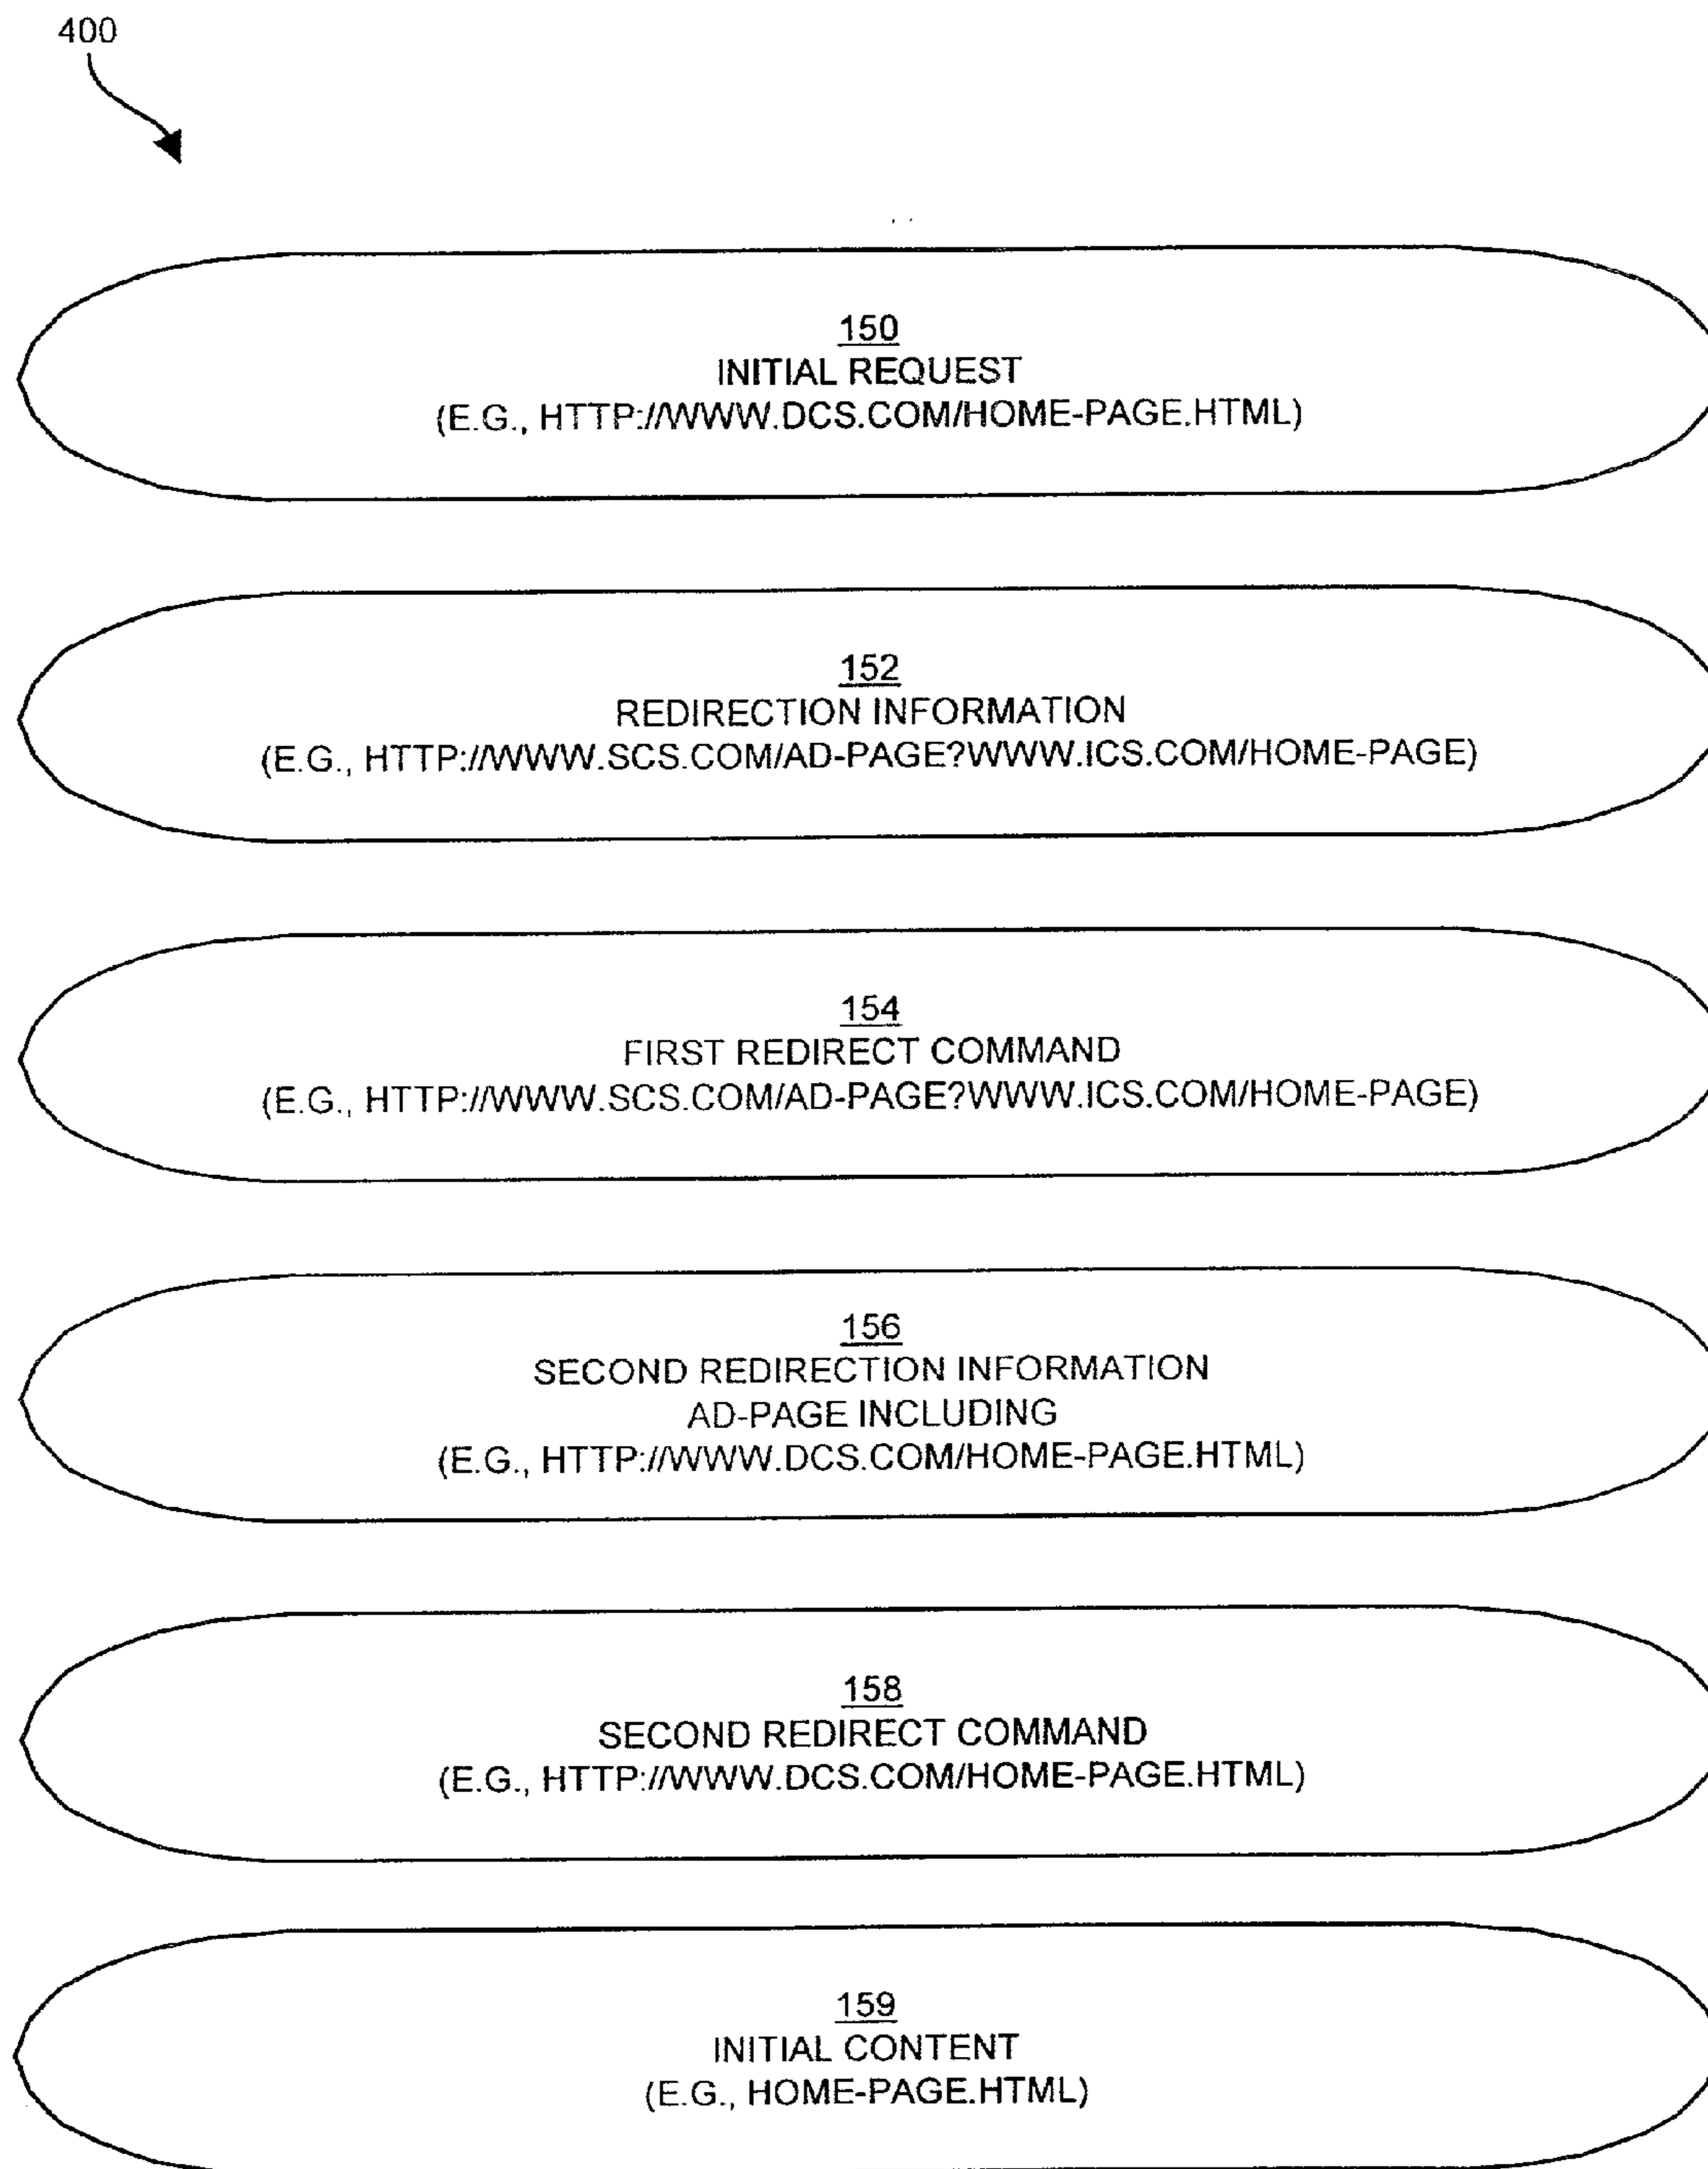 400
150
INITIAL REQUEST
(E.G., HTTP://WWW.DCS.COM/HOME-PAGE.HTML)
152
REDIRECTION INFORMATION
(E.G., HTTP://WWW.SCS.COM/AD-PAGE?WWW.ICS.COM/HOME-PAGE)
154
FIRST REDIRECT COMMAND
(E.G., HTTP://WWW.SCS.COM/AD-PAGE?WWW.ICS.COM/HOME-PAGE)
156
SECOND REDIRECTION INFORMATION
AD-PAGE INCLUDING
(E.G., HTTP://WWW.DCS.COM/HOME-PAGE.HTML)
158
SECOND REDIRECT COMMAND
(E.G., HTTP://WWW.DCS.COM/HOME-PAGE.HTML)
159
INITIAL CONTENT
(E.G., HOME-PAGE.HTML)